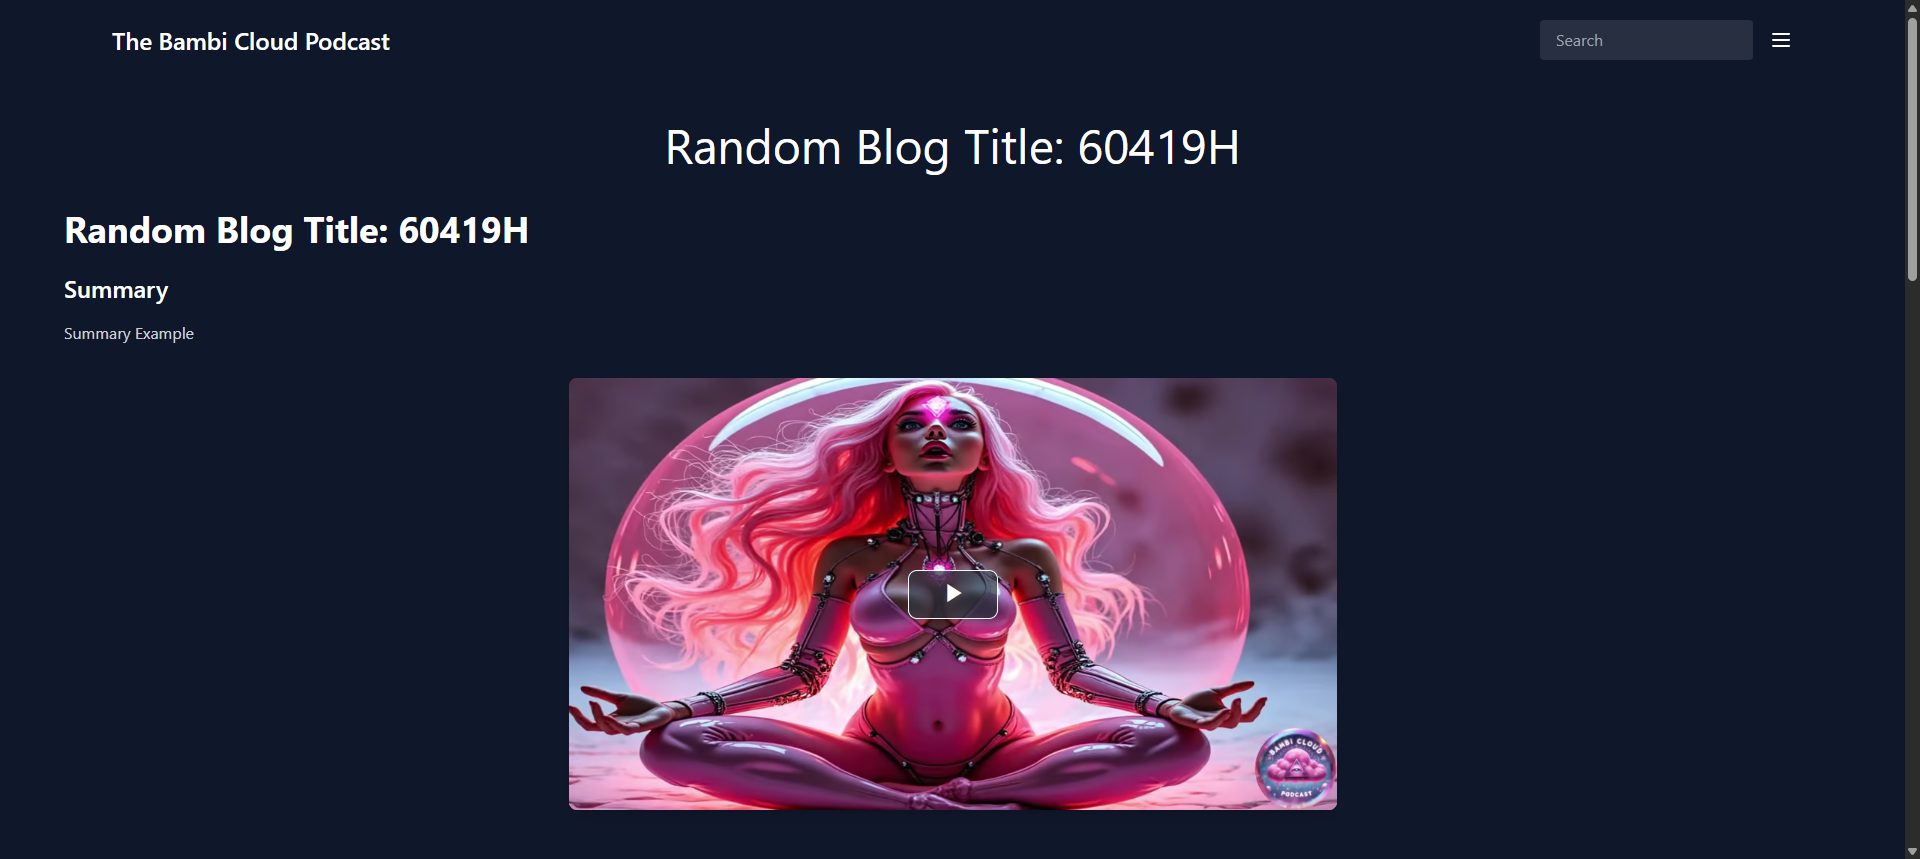 The Bambi Cloud Podcast
Search
Random Blog Title: 60419H
Random Blog Title: 60419H
Summary
Summary Example
BAMBI CLOUD
PODCAST